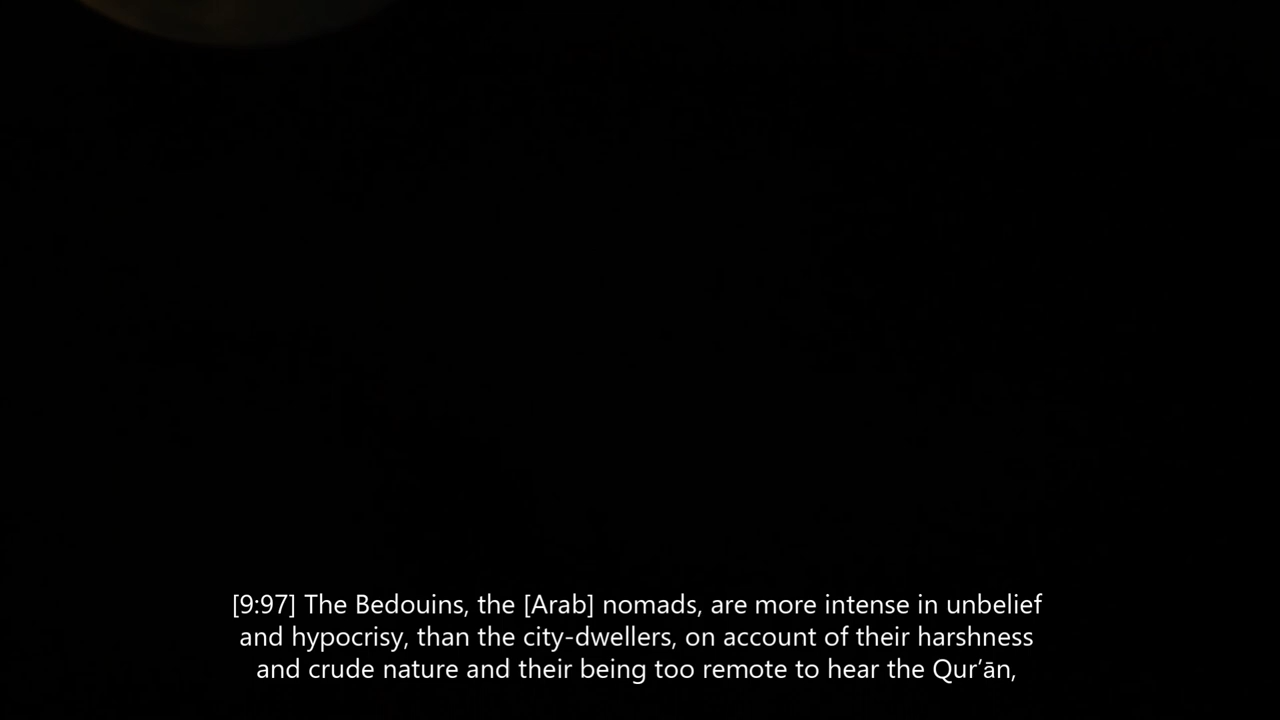 [9:97] The Bedouins, the [Arab] nomads, are more intense in unbelief
and hypocrisy, than the city-dwellers, on account of their harshness
and crude nature and their being too remote to hear the Qur’ān,